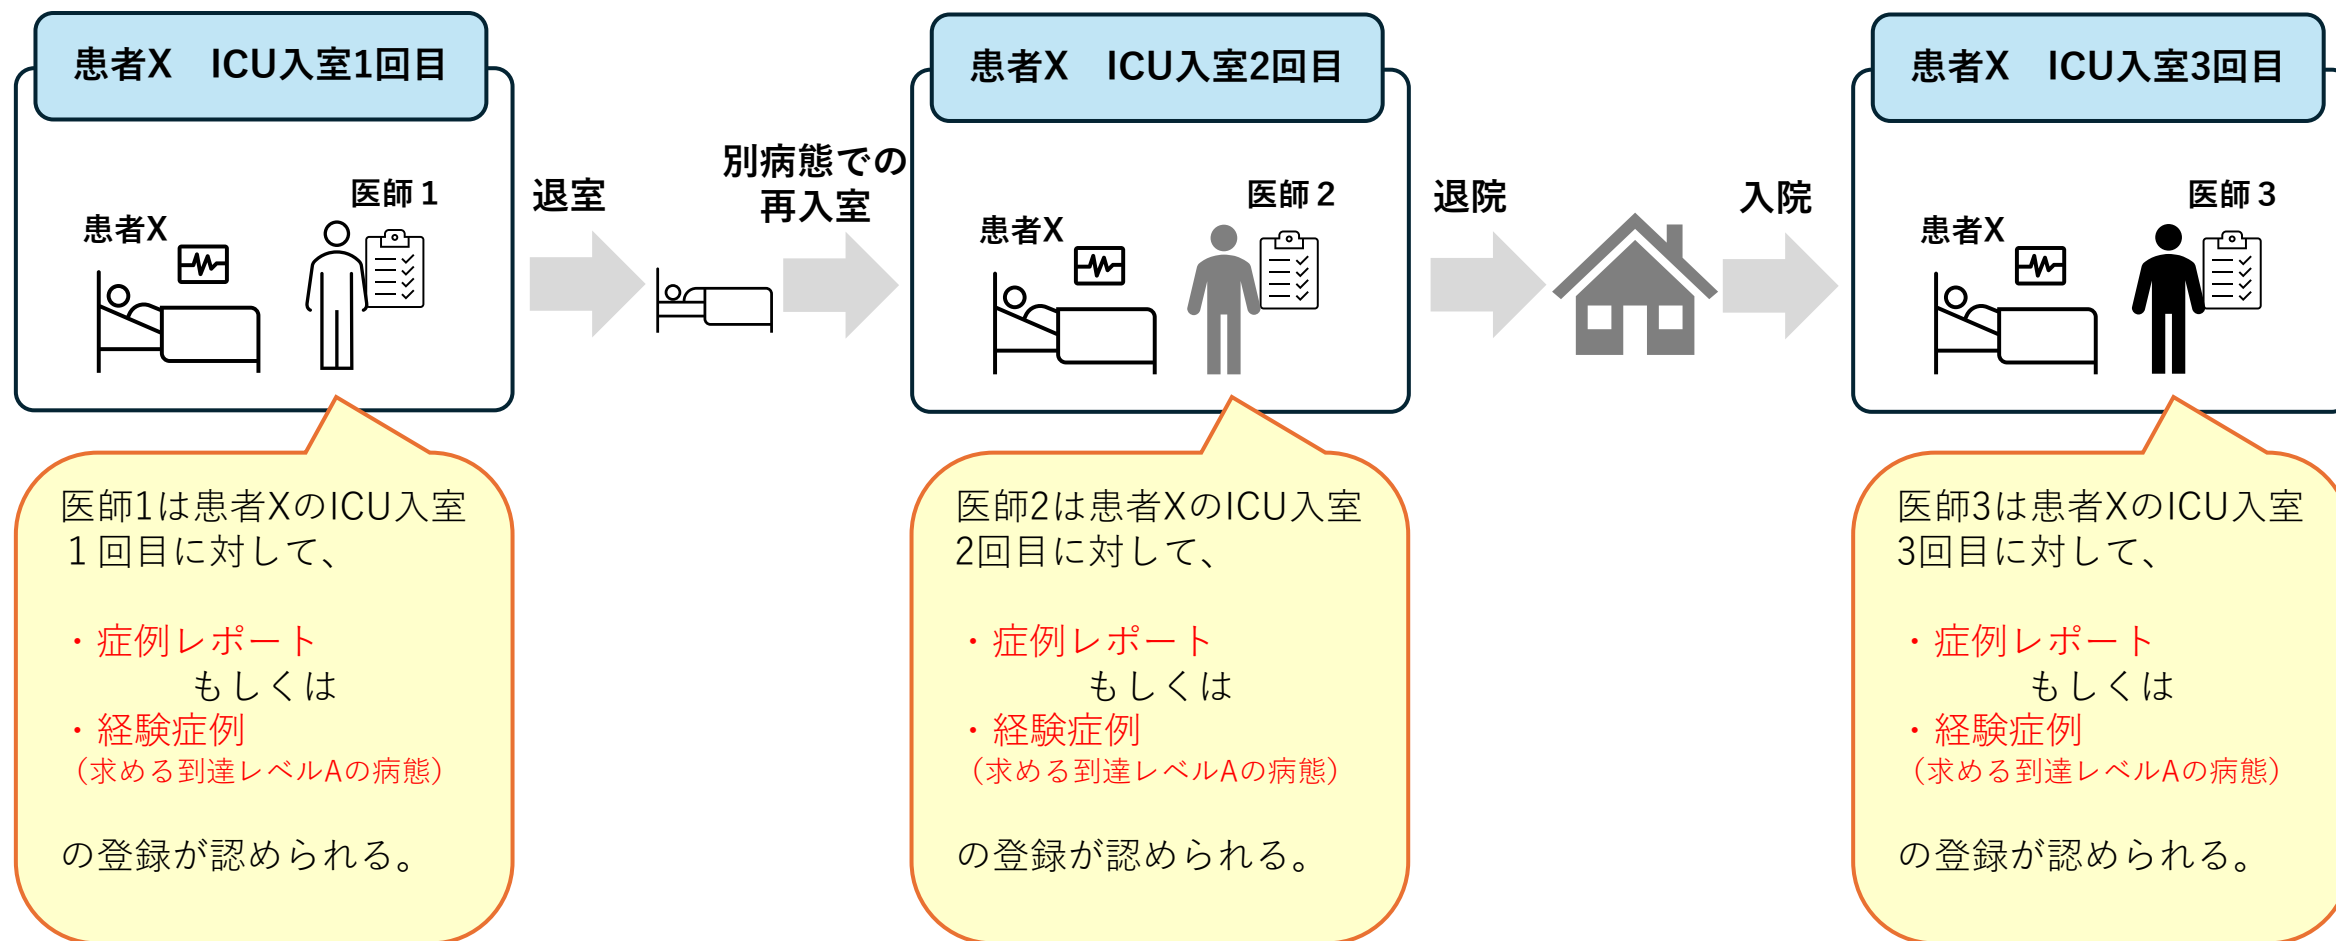 患者X　ICU入室1回目
患者X
医師１
医師1は患者XのICU入室
１回目に対して、
・症例レポート
もしくは
・経験症例
（求める到達レベルAの病態）
の登録が認められる。
退室
別病態での
再入室
患者X　ICU入室2回目
患者X
医師２
医師2は患者XのICU入室
2回目に対して、
・症例レポート
もしくは
・経験症例
（求める到達レベルAの病態）
の登録が認められる。
退院
入院
患者X　ICU入室3回目
患者X
医師３
医師3は患者XのICU入室
3回目に対して、
・症例レポート
もしくは
・経験症例
（求める到達レベルAの病態）
の登録が認められる。